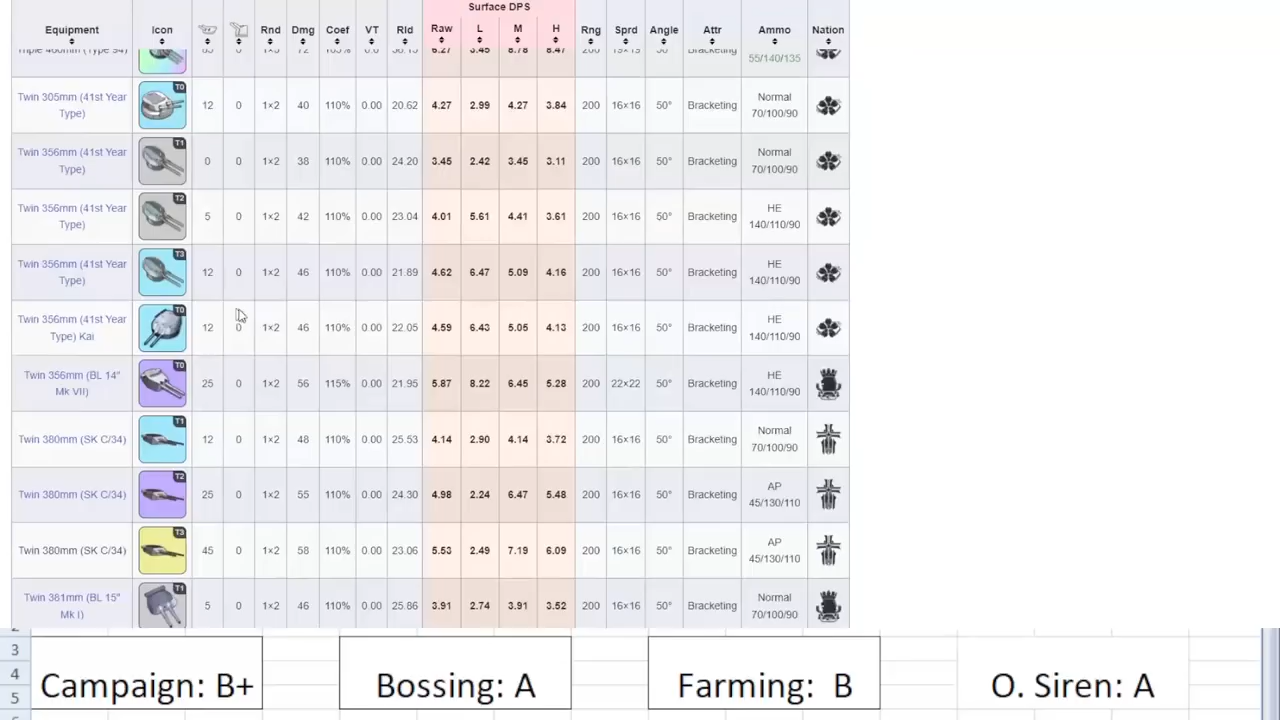 Surface DPS
Equipment Icon Rnd Dmg Coef VT Rld Raw L M H Rng Sprd Angle Attr Ammo Nation
55/140/135
Twin 305mm (41st Year Type) T0 12 0 1×2 40 110% 0.00 20.62 4.27 2.99 4.27 3.84 200 16×16 50° Bracketing Normal 70/100/90
Twin 356mm (41st Year Type) T1 0 0 1×2 38 110% 0.00 24.20 3.45 2.42 3.45 3.11 200 16×16 50° Bracketing Normal 70/100/90
Twin 356mm (41st Year Type) T2 5 0 1×2 42 110% 0.00 23.04 4.01 5.61 4.41 3.61 200 16×16 50° Bracketing HE 140/110/90
Twin 356mm (41st Year Type) T3 12 0 1×2 46 110% 0.00 21.89 4.62 6.47 5.09 4.16 200 16×16 50° Bracketing HE 140/110/90
Twin 356mm (41st Year Type) Kai T0 12 0 1×2 46 110% 0.00 22.05 4.59 6.43 5.05 4.13 200 16×16 50° Bracketing HE 140/110/90
Twin 356mm (BL 14" Mk VII) T0 25 0 1×2 56 115% 0.00 21.95 5.87 8.22 6.45 5.28 200 22×22 50° Bracketing HE 140/110/90
Twin 380mm (SK C/34) T1 12 0 1×2 48 110% 0.00 25.53 4.14 2.90 4.14 3.72 200 16×16 50° Bracketing Normal 70/100/90
Twin 380mm (SK C/34) T2 25 0 1×2 55 110% 0.00 24.30 4.98 2.24 6.47 5.48 200 16×16 50° Bracketing AP 45/130/110
Twin 380mm (SK C/34) T3 45 0 1×2 58 110% 0.00 23.06 5.53 2.49 7.19 6.09 200 16×16 50° Bracketing AP 45/130/110
Twin 381mm (BL 15" Mk I) T1 5 0 1×2 46 110% 0.00 25.86 3.91 2.74 3.91 3.52 200 16×16 50° Bracketing Normal 70/100/90
3
4
5
Campaign: B+ Bossing: A Farming: B O. Siren: A